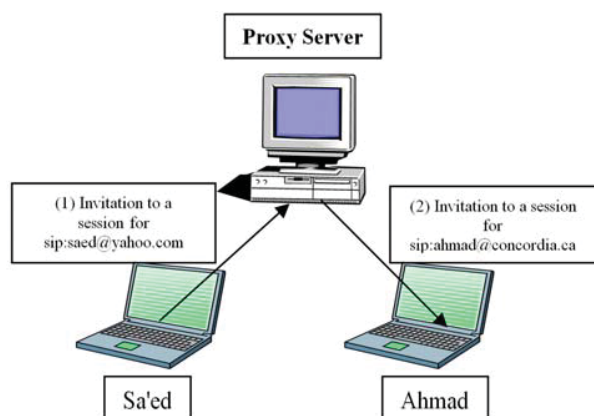 Proxy Server
(1) Invitation to a
session for
sip:saed@yahoo.com
(2) Invitation to a session
for
sip:ahmad@concordia.ca
Sa'ed
Ahmad